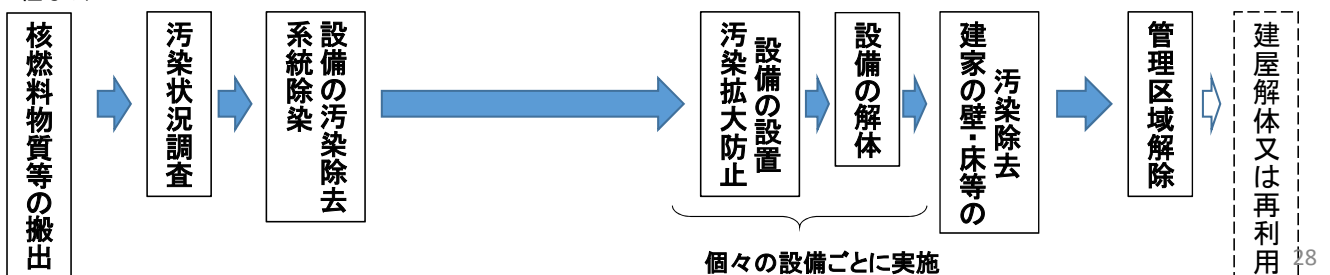 核燃料物質等の搬出
汚染状況調査
設備の汚染除去
系統除染
設備の設置
汚染拡大防止
設備の解体
汚染除去
建家の壁・床等の
管理区域解除
建屋解体又は再利用
個々の設備ごとに実施
28